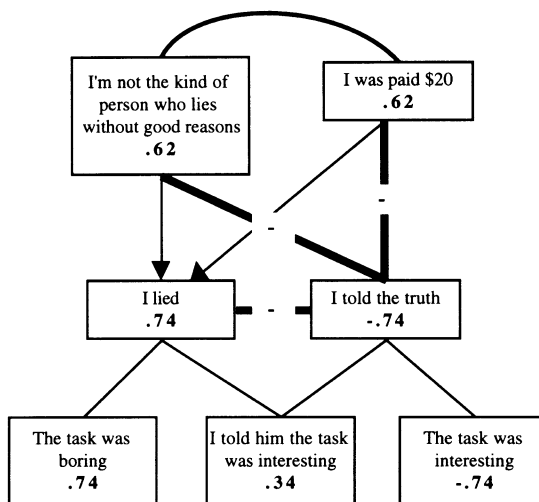 I'm not the kind of
person who lies
without good reasons
.62
I was paid $20
.62
-
-
I lied
.74
-
I told the truth
-.74
The task was
boring
.74
I told him the task
was interesting
.34
The task was
interesting
-.74